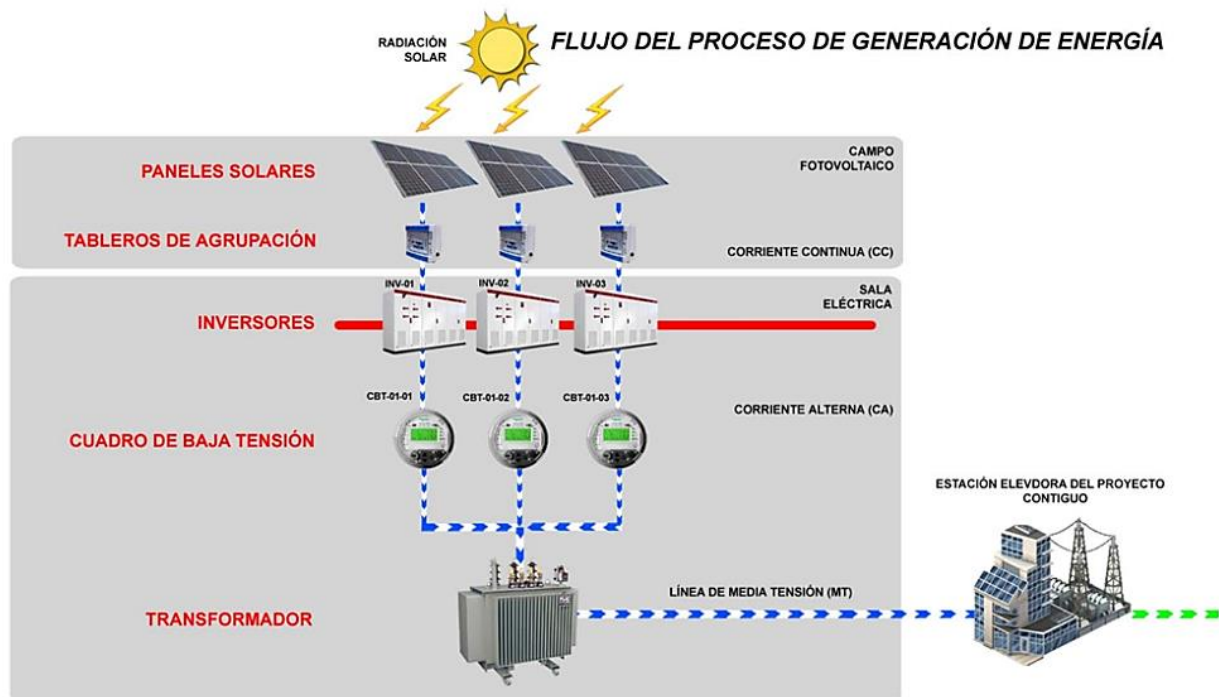 RADIACIÓN
SOLAR
FLUJO DEL PROCESO DE GENERACIÓN DE ENERGÍA
PANELES SOLARES
CAMPO
FOTOVOLTAICO
TABLEROS DE AGRUPACIÓN
CORRIENTE CONTINUA (CC)
INV-01
INV-02
INV-03
SALA
ELÉCTRICA
INVERSORES
CBT-01-01
CBT-01-02
CBT-01-03
CORRIENTE ALTERNA (CA)
CUADRO DE BAJA TENSIÓN
ESTACIÓN ELEVDORA DEL PROYECTO
CONTIGUO
LÍNEA DE MEDIA TENSIÓN (MT)
TRANSFORMADOR